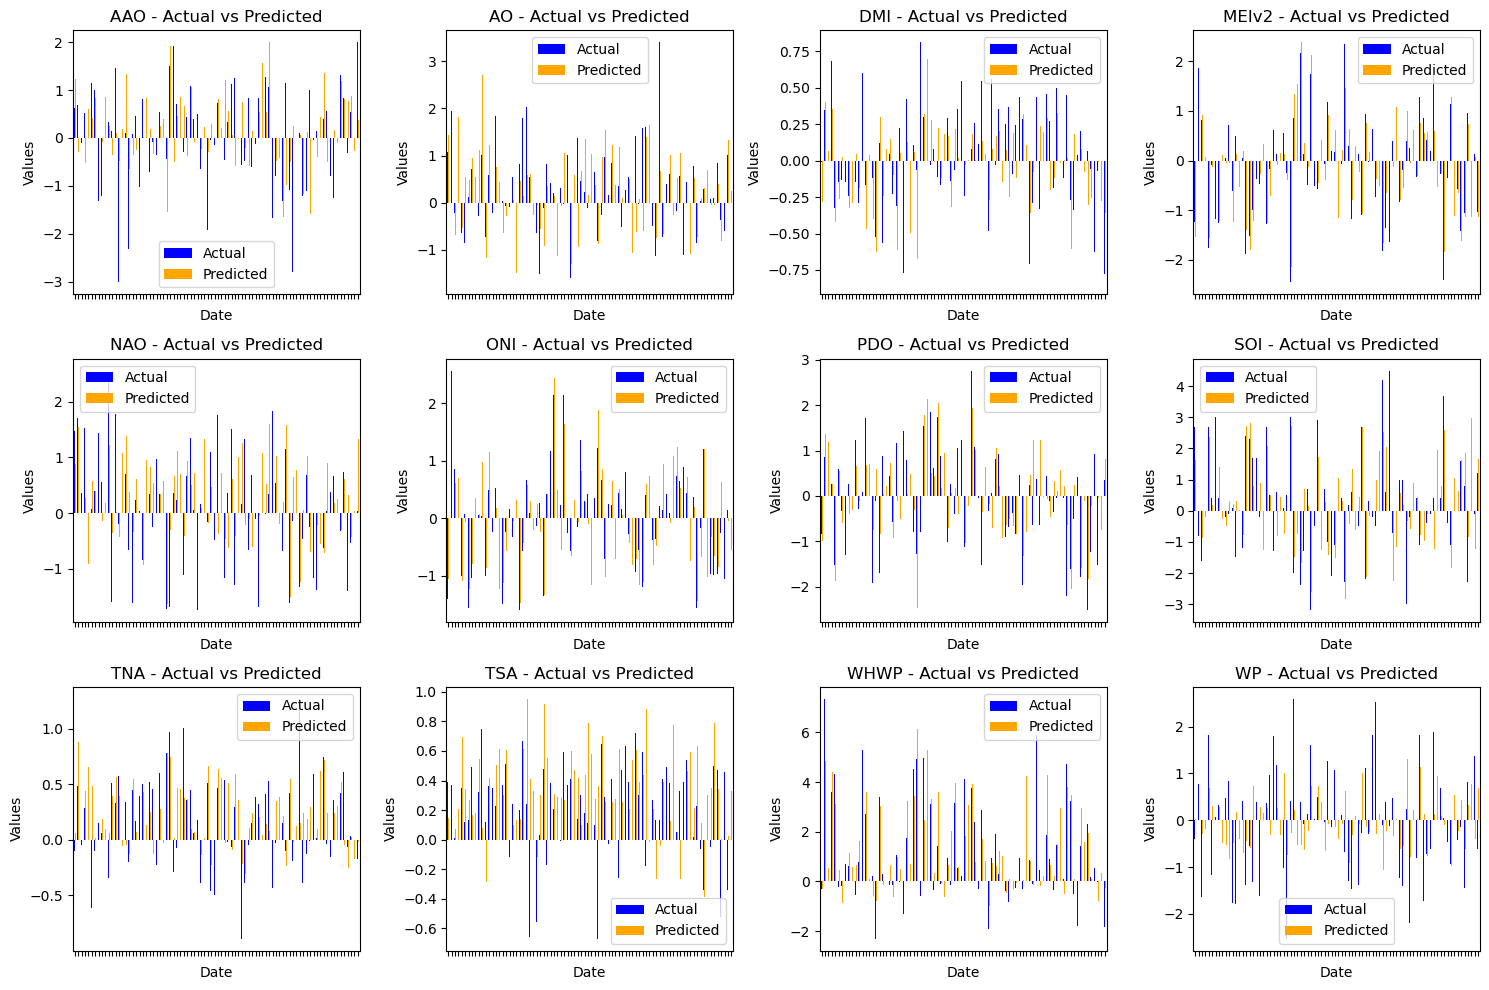 AAO - Actual vs Predicted
AO - Actual vs Predicted
DMI - Actual vs Predicted
MEIv2 - Actual vs Predicted
Values
2
1
0
−1
−2
−3
Actual
Predicted
Date
Values
3
2
1
0
−1
Actual
Predicted
Date
Values
0.75
0.50
0.25
0.00
−0.25
−0.50
−0.75
Actual
Predicted
Date
Values
2
1
0
−1
−2
Actual
Predicted
Date
NAO - Actual vs Predicted
ONI - Actual vs Predicted
PDO - Actual vs Predicted
SOI - Actual vs Predicted
Values
2
1
0
−1
Actual
Predicted
Date
Values
2
1
0
−1
Actual
Predicted
Date
Values
3
2
1
0
−1
−2
Actual
Predicted
Date
Values
4
3
2
1
0
−1
−2
−3
Actual
Predicted
Date
TNA - Actual vs Predicted
TSA - Actual vs Predicted
WHWP - Actual vs Predicted
WP - Actual vs Predicted
Values
1.0
0.5
0.0
−0.5
Actual
Predicted
Date
Values
1.0
0.8
0.6
0.4
0.2
0.0
−0.2
−0.4
−0.6
Actual
Predicted
Date
Values
6
4
2
0
−2
Actual
Predicted
Date
Values
2
1
0
−1
−2
Actual
Predicted
Date